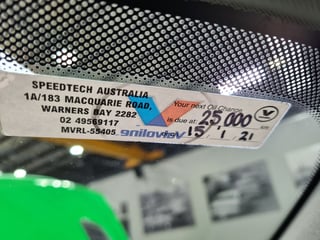 SPEEDTECH AUSTRALIA
1A/183 MACQUARIE ROAD,
WARNERS BAY 2282
02 49569117
MVRL-55405
Valvoline
Your next Oil Change
is due at: 25,000
15 / 1 / 21